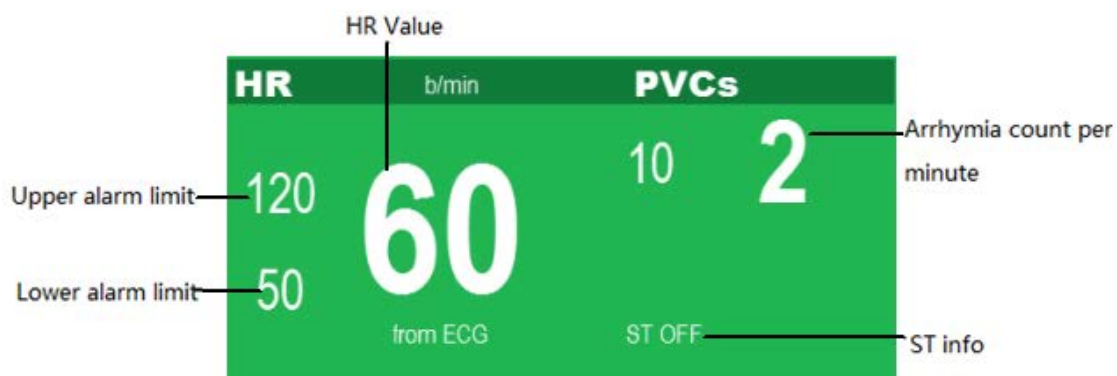 HR Value
HR b/min PVCs
Upper alarm limit 120
60
10
2
Arrhymia count per
minute
Lower alarm limit 50
from ECG
ST OFF
ST info